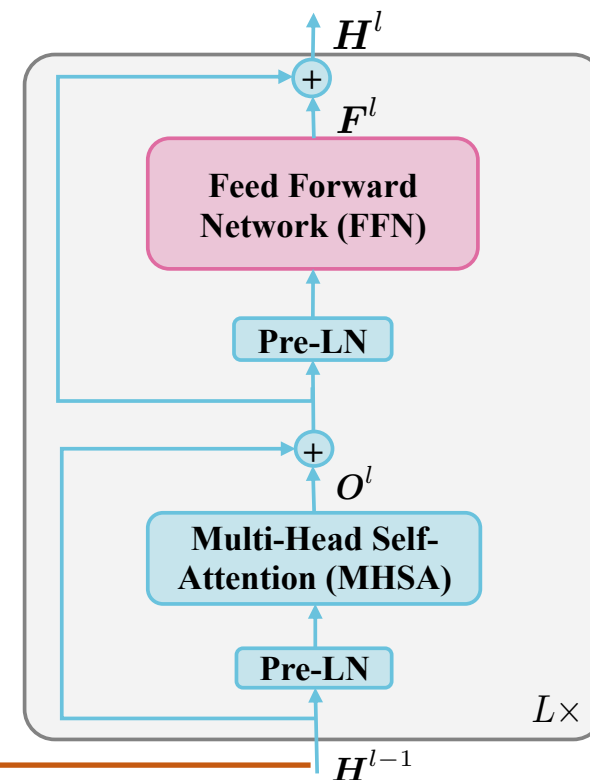 H^l
+
F^l
Feed Forward
Network (FFN)
Pre-LN
+
O^l
Multi-Head Self-
Attention (MHSA)
Pre-LN
L×
H^{l-1}